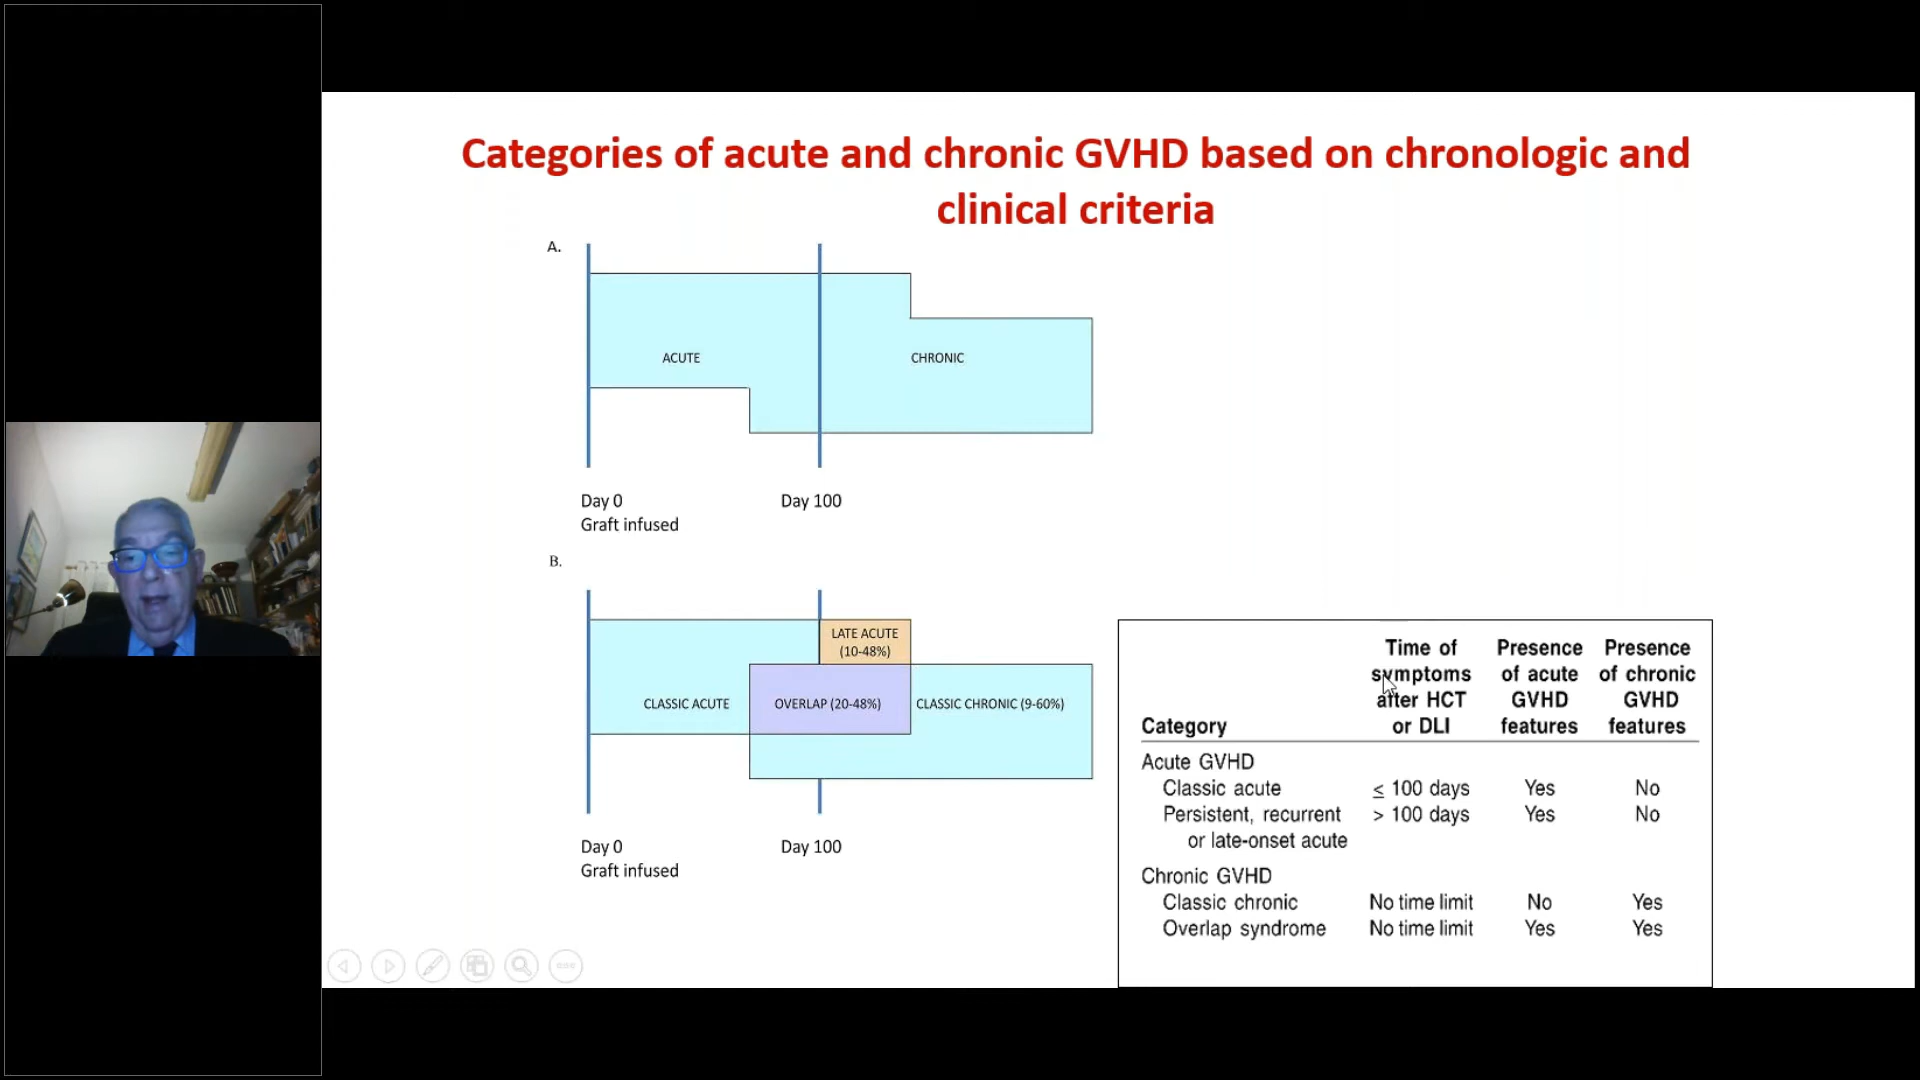 Categories of acute and chronic GVHD based on chronologic and
clinical criteria
A.
ACUTE
CHRONIC
Day 0
Graft infused
Day 100
B.
LATE ACUTE
(10-48%)
CLASSIC ACUTE
OVERLAP (20-48%)
CLASSIC CHRONIC (9-60%)
Day 0
Graft infused
Day 100
Category
Time of
symptoms
after HCT
or DLI
Presence
of acute
GVHD
features
Presence
of chronic
GVHD
features
Acute GVHD
Classic acute ≤ 100 days Yes No
Persistent, recurrent > 100 days Yes No
or late-onset acute
Chronic GVHD
Classic chronic No time limit No Yes
Overlap syndrome No time limit Yes Yes